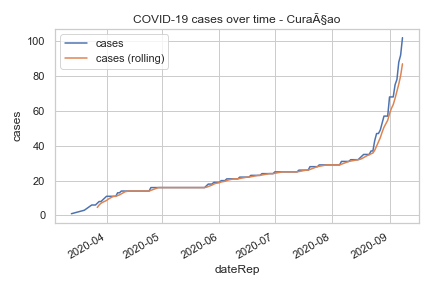 COVID-19 cases over time - CuraÃ§ao
cases
cases (rolling)
100
80
60
40
20
0
cases
2020-04
2020-05
2020-06
2020-07
2020-08
2020-09
dateRep